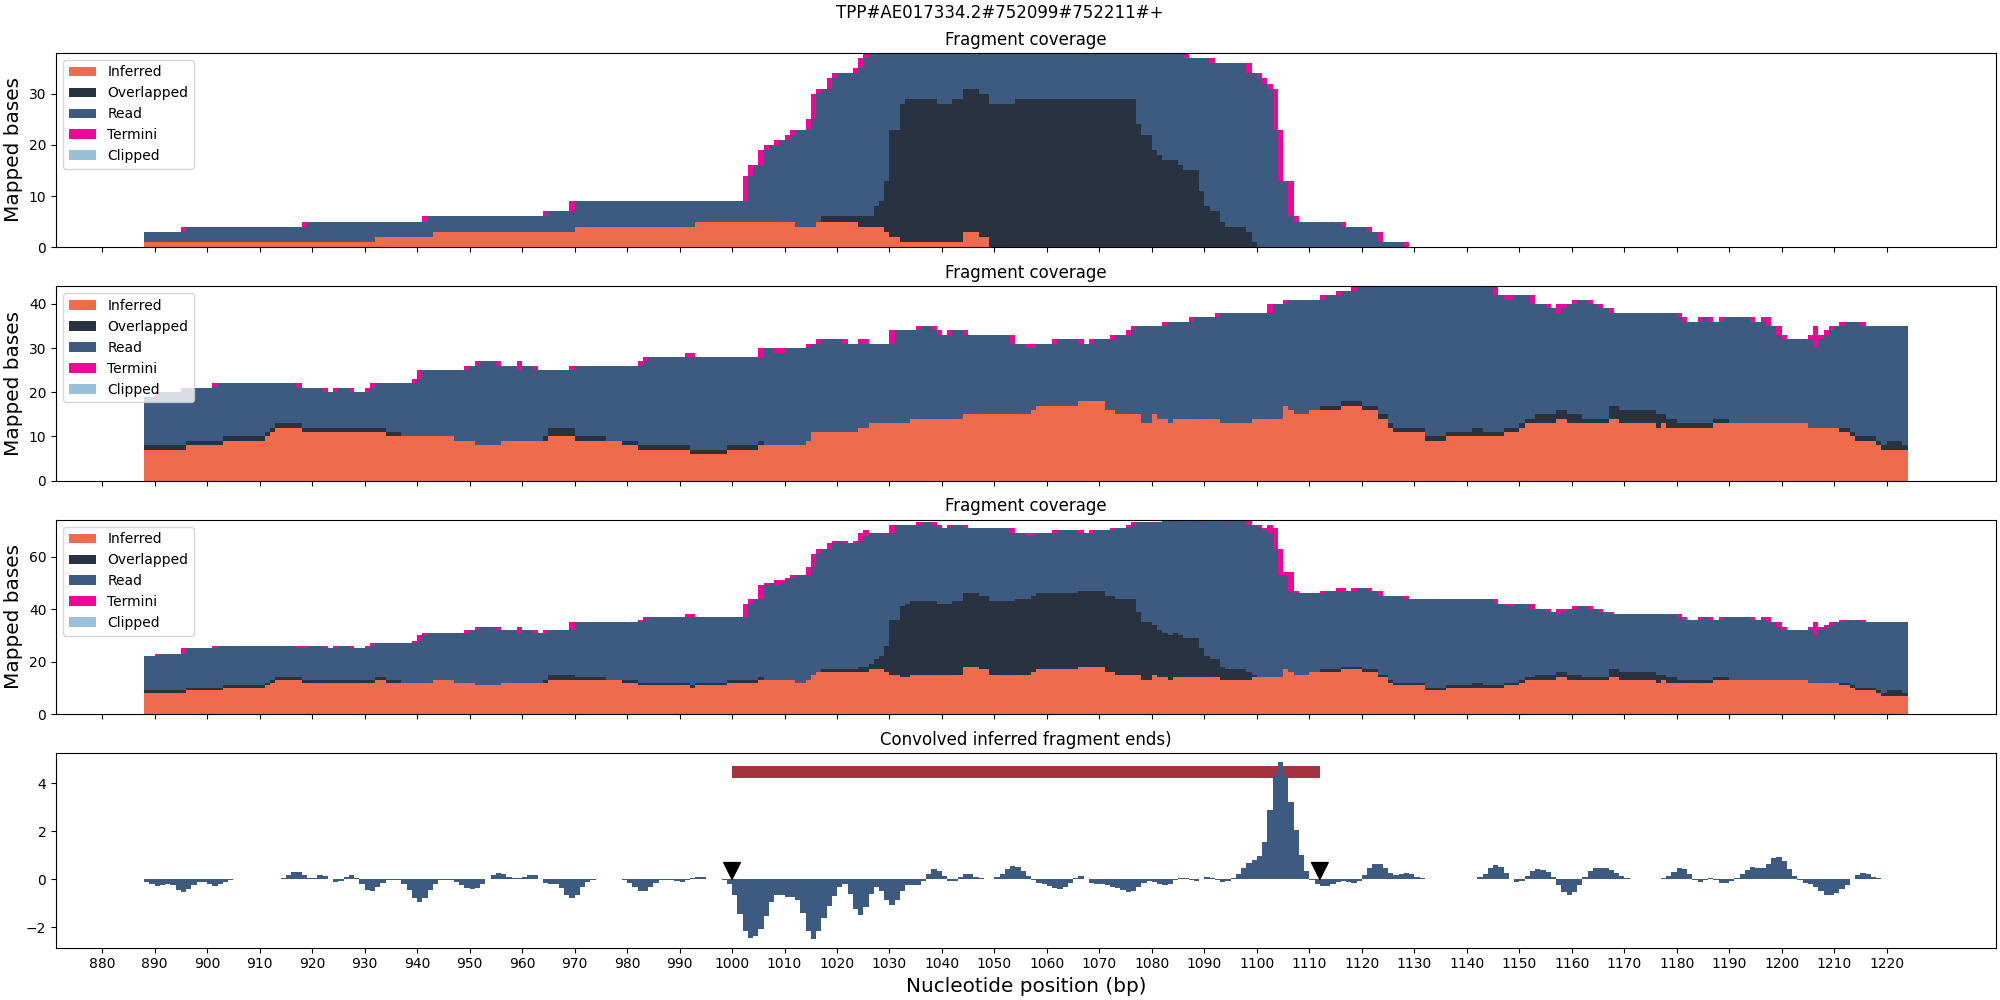 TPP#AE017334.2#752099#752211#+
Fragment coverage
Mapped bases
30
20
10
0
Inferred
Overlapped
Read
Termini
Clipped
Fragment coverage
Mapped bases
40
30
20
10
0
Inferred
Overlapped
Read
Termini
Clipped
Fragment coverage
Mapped bases
60
40
20
0
Inferred
Overlapped
Read
Termini
Clipped
Convolved inferred fragment ends)
4
2
0
−2
880 890 900 910 920 930 940 950 960 970 980 990 1000 1010 1020 1030 1040 1050 1060 1070 1080 1090 1100 1110 1120 1130 1140 1150 1160 1170 1180 1190 1200 1210 1220
Nucleotide position (bp)